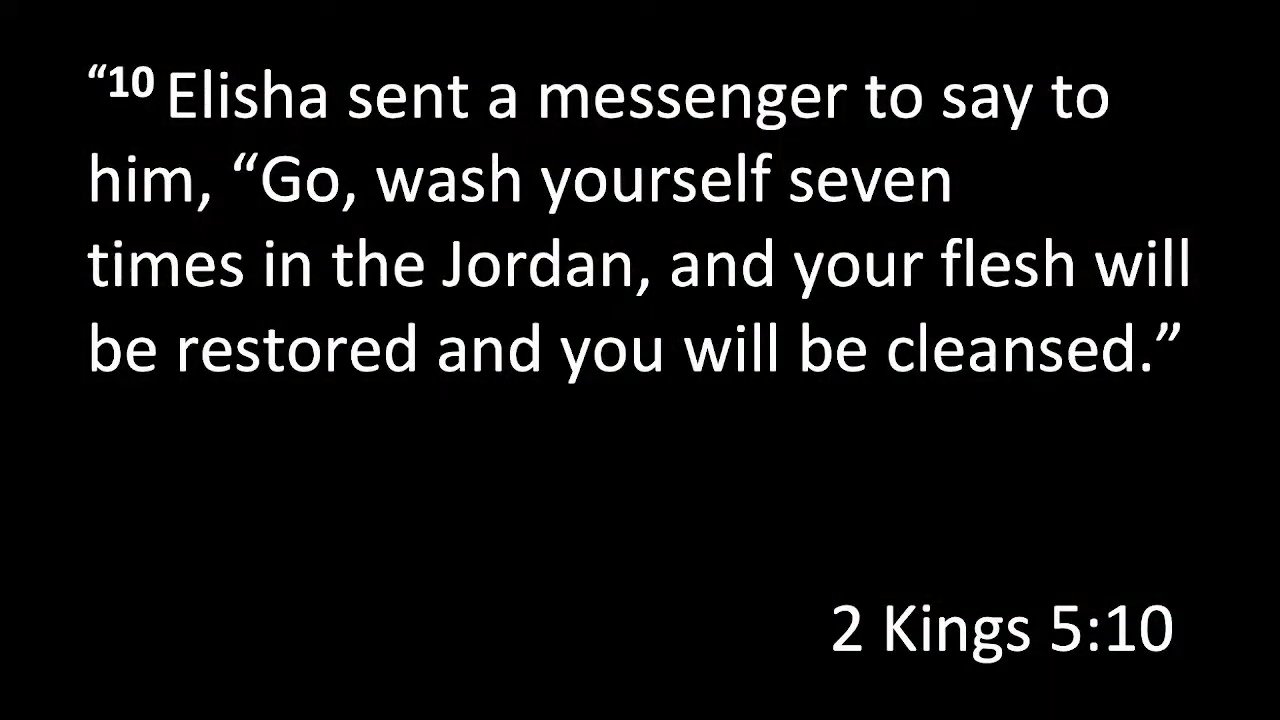 “10 Elisha sent a messenger to say to
him, “Go, wash yourself seven
times in the Jordan, and your flesh will
be restored and you will be cleansed.”
2 Kings 5:10